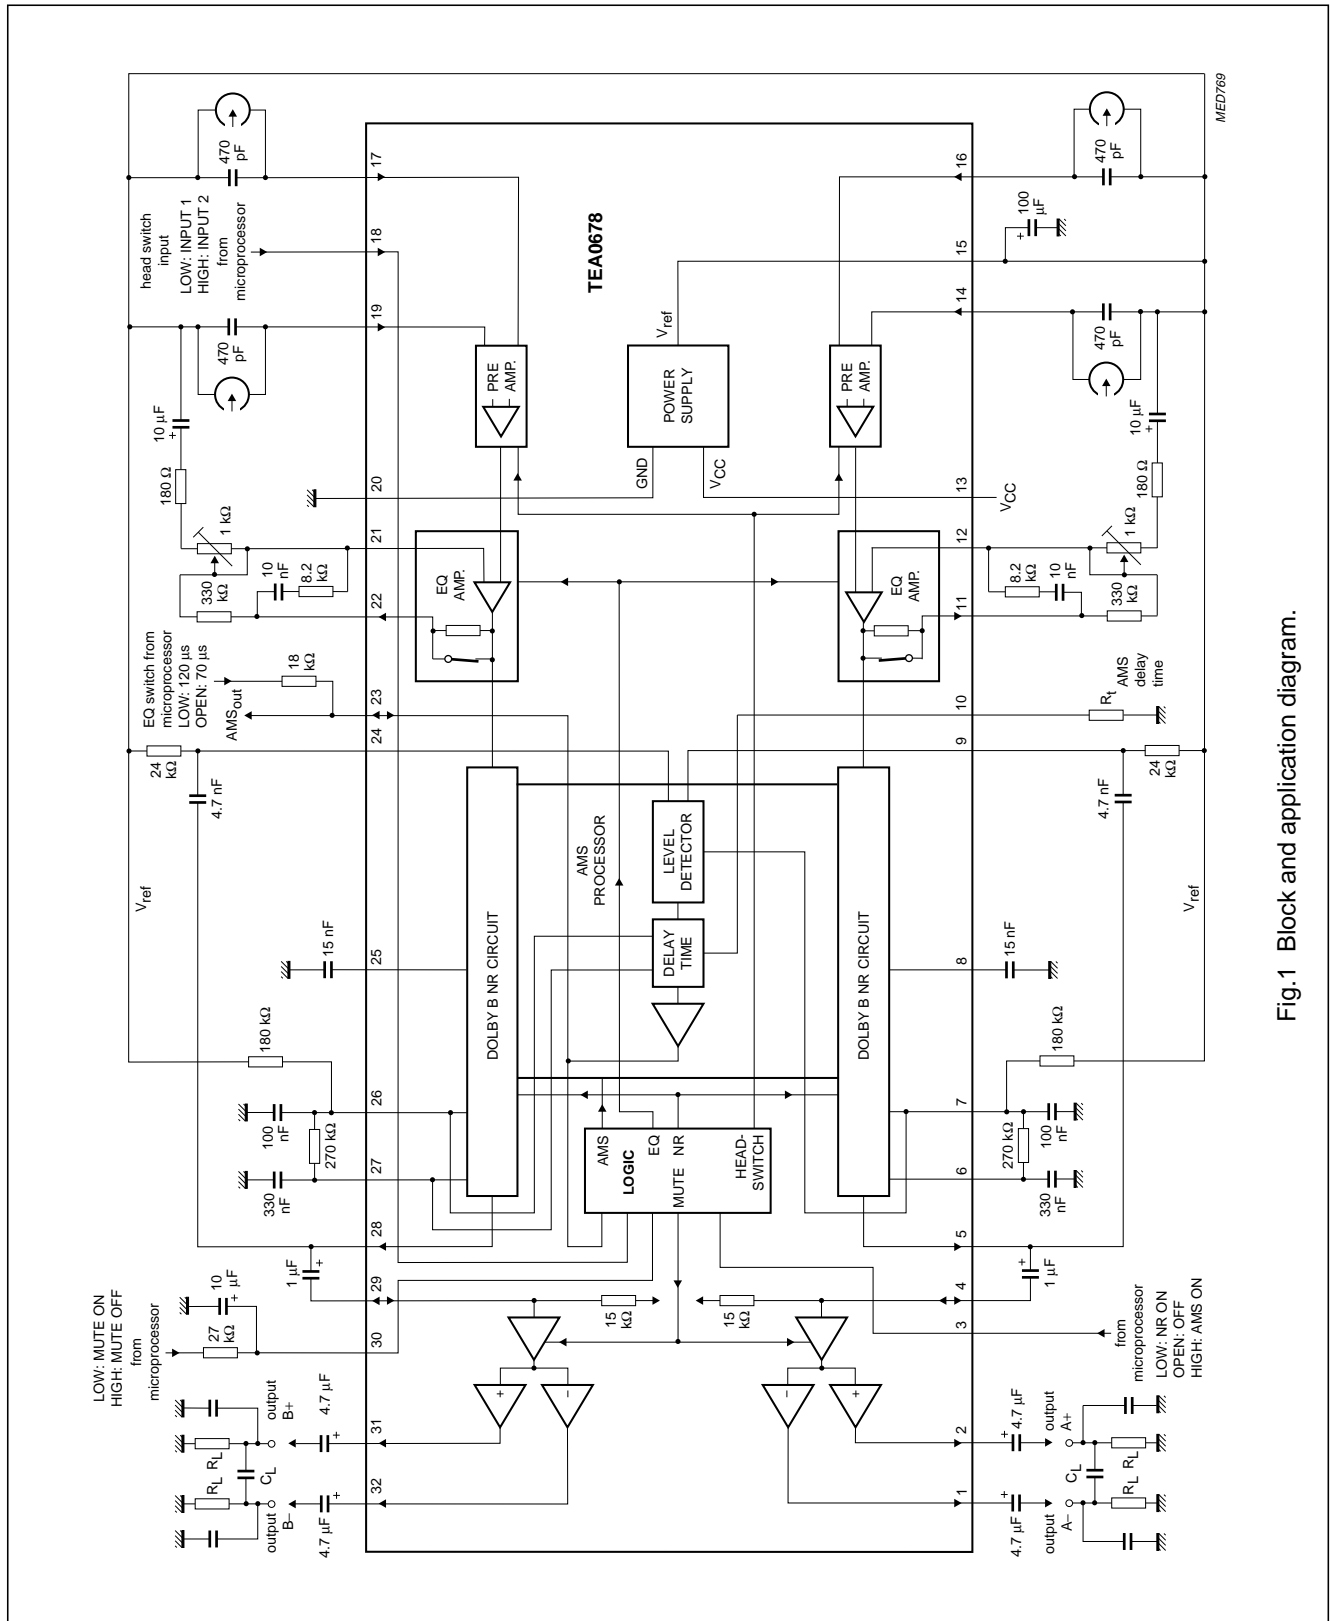 LOW: MUTE ON
HIGH: MUTE OFF
from
microprocessor
27
kΩ
10
μF
+
output
B−
output
B+
R_L
R_L
C_L
4.7 μF
+
4.7 μF
+
32
31
30
29
28
27
26
25
24
23
22
21
20
19
18
17
1 μF
+
330
nF
270 kΩ
100
nF
180 kΩ
15 nF
V_ref
4.7 nF
24
kΩ
EQ switch from
microprocessor
LOW: 120 μs
OPEN: 70 μs
AMS_out
18
kΩ
330
kΩ
10
nF
8.2
kΩ
1 kΩ
180 Ω
10 μF
+
470
pF
head switch
input
LOW: INPUT 1
HIGH: INPUT 2
from
microprocessor
470
pF
+
−
15
kΩ
15
kΩ
−
+
AMS
LOGIC
EQ
MUTE NR
HEAD-
SWITCH
DOLBY B NR CIRCUIT
AMS
PROCESSOR
DELAY
TIME
LEVEL
DETECTOR
DOLBY B NR CIRCUIT
EQ
AMP.
EQ
AMP.
PRE
AMP.
PRE
AMP.
GND
V_CC
POWER
SUPPLY
V_ref
TEA0678
1
2
3
4
5
6
7
8
9
10
11
12
13
14
15
16
4.7 μF
+
4.7 μF
+
output
A−
output
A+
R_L
R_L
C_L
from
microprocessor
LOW: NR ON
OPEN: OFF
HIGH: AMS ON
1 μF
+
330
nF
270 kΩ
100
nF
180 kΩ
15 nF
V_ref
4.7 nF
24
kΩ
R_t
AMS
delay
time
8.2
kΩ
10
nF
330
kΩ
1 kΩ
180 Ω
10 μF
+
V_CC
470
pF
100
μF
+
470
pF
MED769
Fig.1 Block and application diagram.